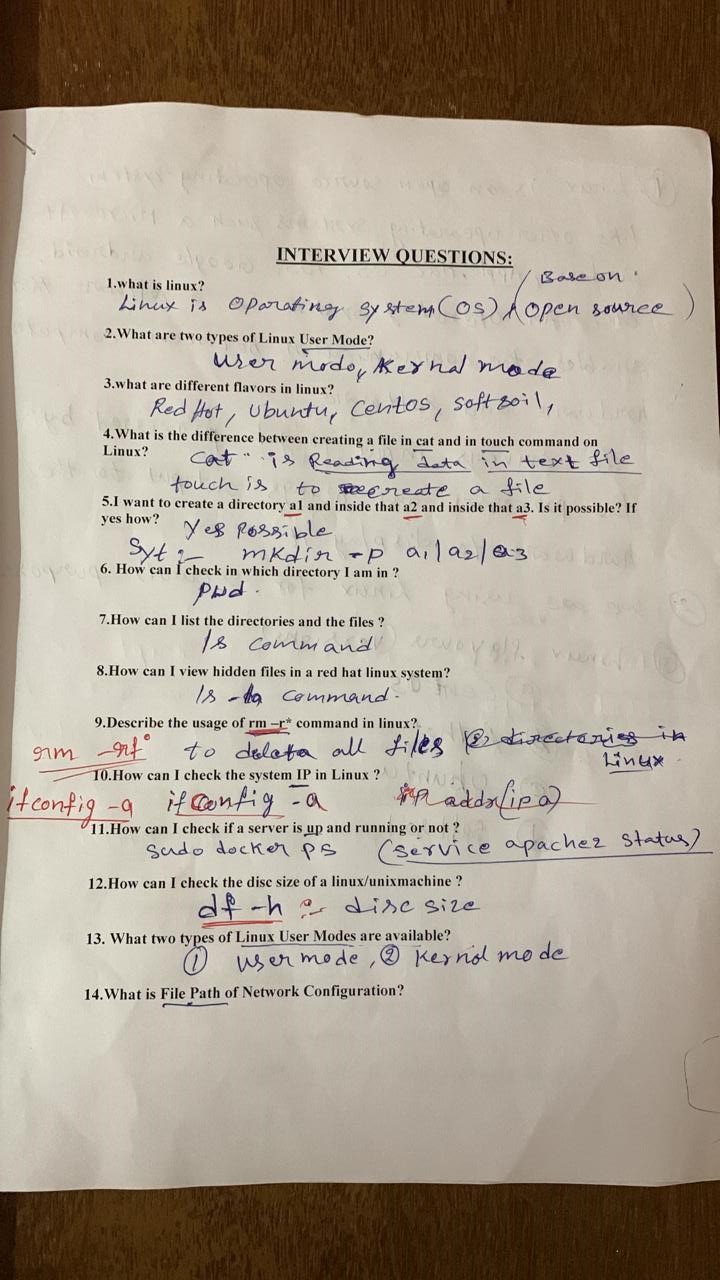 INTERVIEW QUESTIONS:
1.what is linux?
Base on
Linux is Oparating system(OS) (open source)
2.What are two types of Linux User Mode?
User mode, Kernal mode
3.what are different flavors in linux?
Red Hot, Ubuntu, Centos, softsoil,
4.What is the difference between creating a file in cat and in touch command on
Linux?
cat" is Reading data in text file
touch is to create a file
5.I want to create a directory a1 and inside that a2 and inside that a3. Is it possible? If
yes how?
Yes Possible
Syt :- mkdir -p a1/a2/a3
6. How can I check in which directory I am in ?
Pwd.
7.How can I list the directories and the files ?
ls command
8.How can I view hidden files in a red hat linux system?
ls -la command.
9.Describe the usage of rm –r* command in linux?
rm -rf to delete all files & directories in
Linux.
10.How can I check the system IP in Linux ?
ifconfig -a ifconfig -a IP addr(ip a)
11.How can I check if a server is up and running or not ?
sudo docker ps (service apache2 status)
12.How can I check the disc size of a linux/unixmachine ?
df -h :- disc size
13. What two types of Linux User Modes are available?
① user mode, ② Kernal mode
14.What is File Path of Network Configuration?